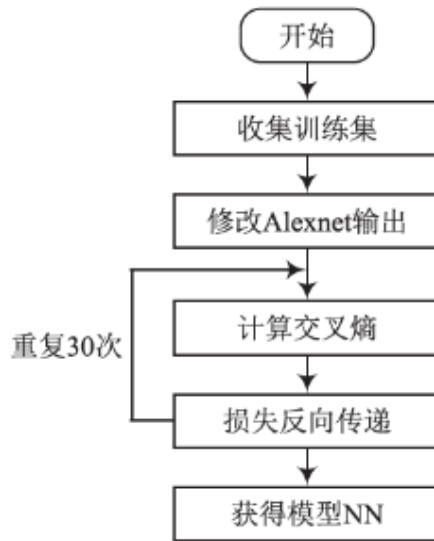 开始
收集训练集
修改Alexnet输出
计算交叉熵
重复30次
损失反向传递
获得模型NN